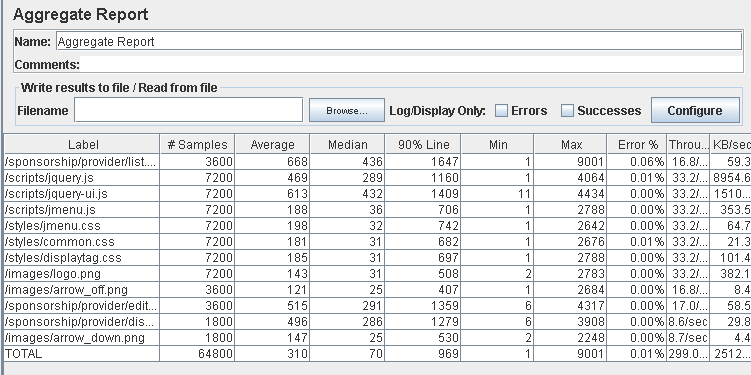 Aggregate Report
Name: Aggregate Report
Comments:
Write results to file / Read from file
Filename Browse... Log/Display Only: Errors Successes Configure
Label # Samples Average Median 90% Line Min Max Error % Throu... KB/sec
/sponsorship/provider/list.... 3600 668 436 1647 1 9001 0.06% 16.8/... 59.3
/scripts/jquery.js 7200 469 289 1160 1 4064 0.01% 33.2/... 8954.6
/scripts/jquery-ui.js 7200 613 432 1409 11 4434 0.00% 33.2/... 1510...
/scripts/jmenu.js 7200 188 36 706 1 2788 0.00% 33.2/... 353.5
/styles/jmenu.css 7200 198 32 742 1 2642 0.00% 33.2/... 64.7
/styles/common.css 7200 181 31 682 1 2676 0.01% 33.2/... 21.3
/styles/displaytag.css 7200 185 31 697 1 2788 0.00% 33.2/... 101.4
/images/logo.png 7200 143 31 508 2 2783 0.00% 33.2/... 382.1
/images/arrow_off.png 3600 121 25 407 1 2684 0.00% 16.8/... 8.4
/sponsorship/provider/edit... 3600 515 291 1359 6 4317 0.00% 17.0/... 58.5
/sponsorship/provider/dis... 1800 496 286 1279 6 3908 0.00% 8.6/sec 29.8
/images/arrow_down.png 1800 147 25 530 2 2248 0.00% 8.7/sec 4.4
TOTAL 64800 310 70 969 1 9001 0.01% 299.0... 2512...